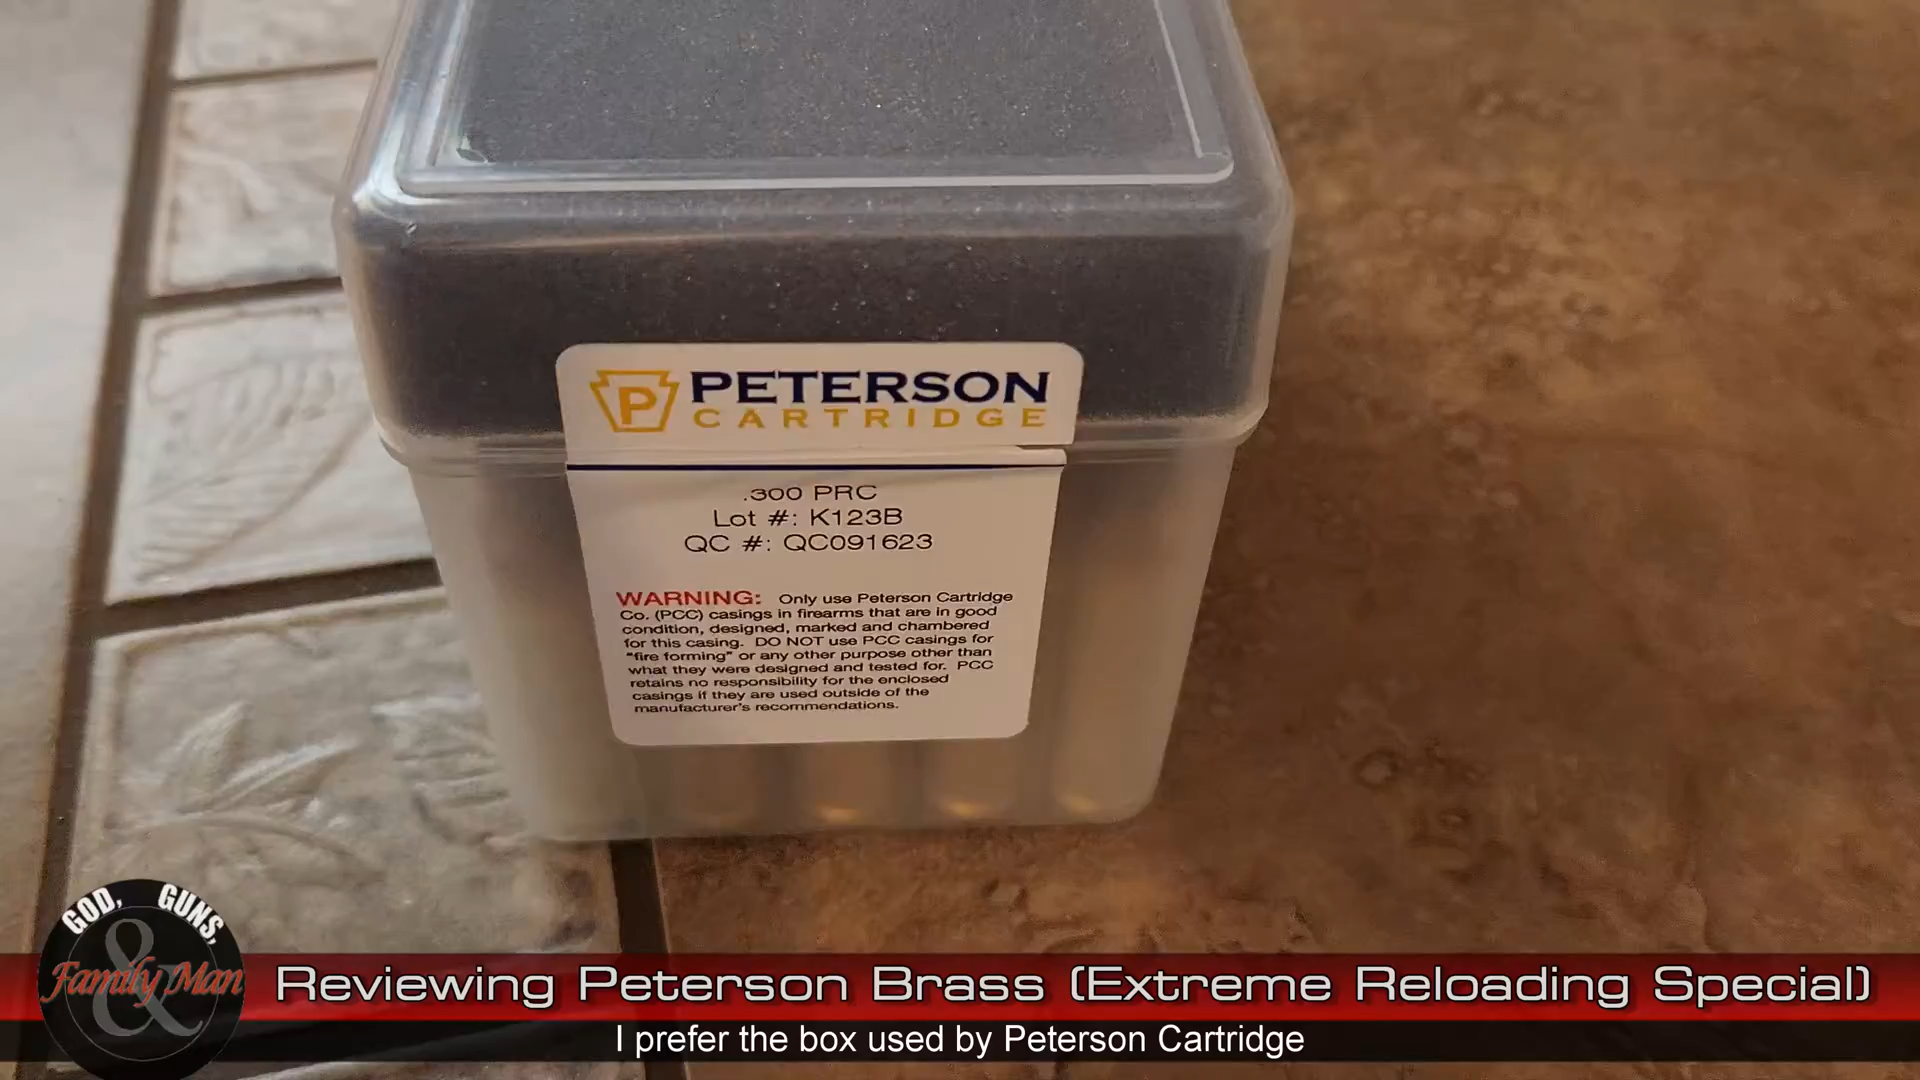 P PETERSON
CARTRIDGE
.300 PRC
Lot #: K123B
QC #: QC091623
WARNING: Only use Peterson Cartridge
Co. (PCC) casings in firearms that are in good
condition, designed, marked and chambered
for this casing. DO NOT use PCC casings for
"fire forming" or any other purpose other than
what they were designed and tested for. PCC
retains no responsibility for the enclosed
casings if they are used outside of the
manufacturer's recommendations.
GOD, GUNS,
&
Family Man
Reviewing Peterson Brass (Extreme Reloading Special)
I prefer the box used by Peterson Cartridge